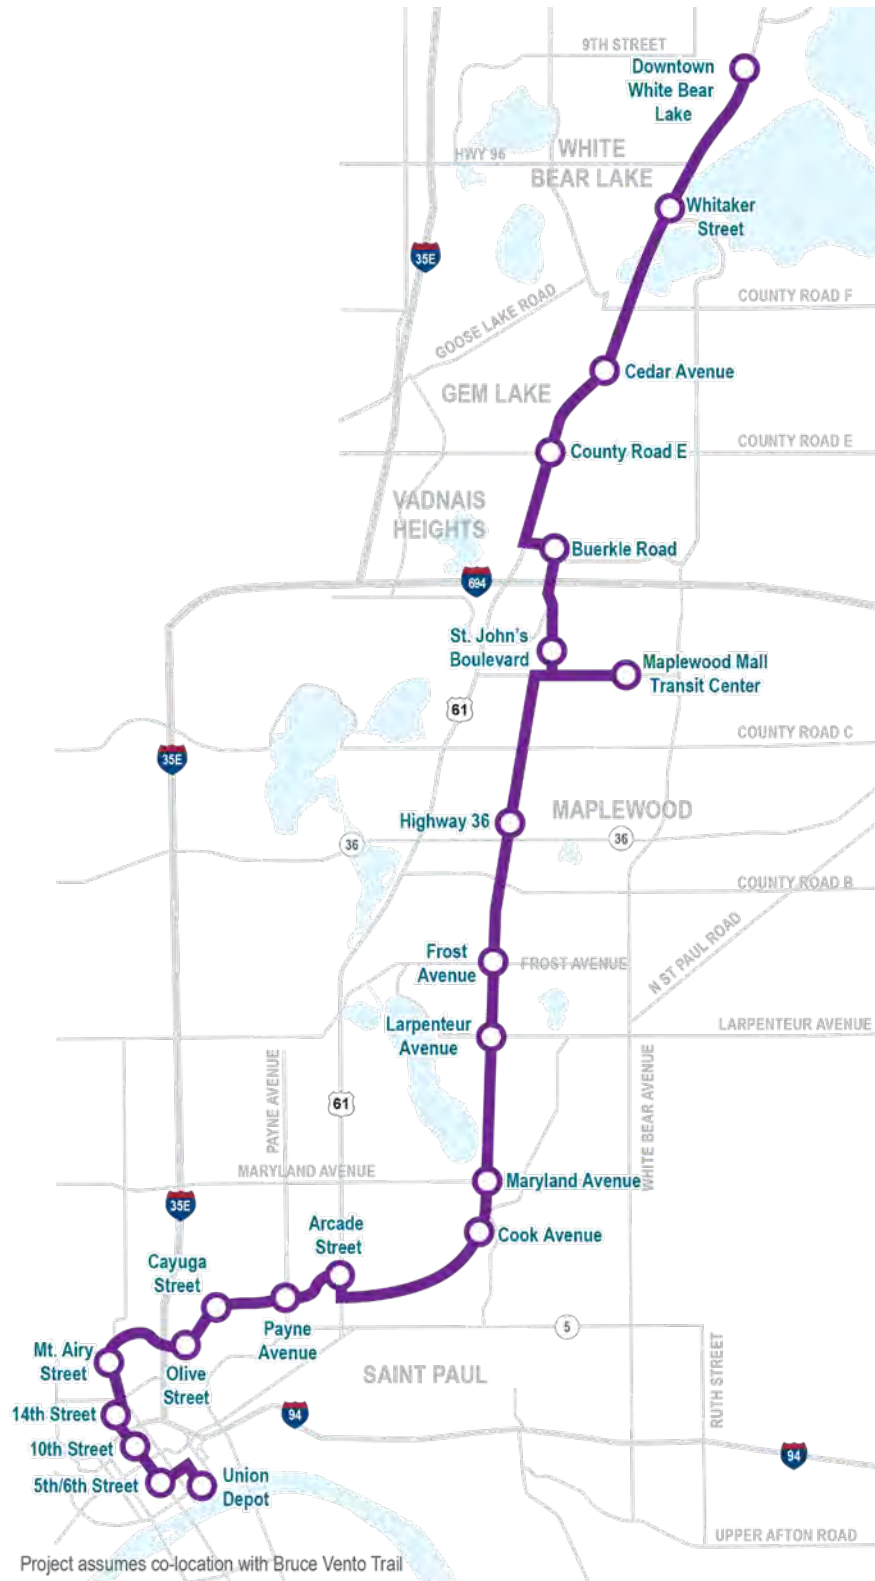 9TH STREET
Downtown
White Bear
Lake
HWY 96
WHITE
BEAR LAKE
Whitaker
Street
35E
COUNTY ROAD F
GOOSE LAKE ROAD
Cedar Avenue
GEM LAKE
COUNTY ROAD E
County Road E
VADNAIS
HEIGHTS
Buerkle Road
694
St. John's
Boulevard
Maplewood Mall
Transit Center
61
COUNTY ROAD C
35E
MAPLEWOOD
Highway 36
36
36
COUNTY ROAD B
N ST PAUL ROAD
Frost
Avenue
FROST AVENUE
Larpenteur
Avenue
LARPENTEUR AVENUE
PAYNE AVENUE
WHITE BEAR AVENUE
61
MARYLAND AVENUE
Maryland Avenue
35E
Arcade
Street
Cook Avenue
Cayuga
Street
Payne
Avenue
5
Mt. Airy
Street
Olive
Street
SAINT PAUL
RUTH STREET
14th Street
94
10th Street
94
5th/6th Street
Union
Depot
UPPER AFTON ROAD
Project assumes co-location with Bruce Vento Trail